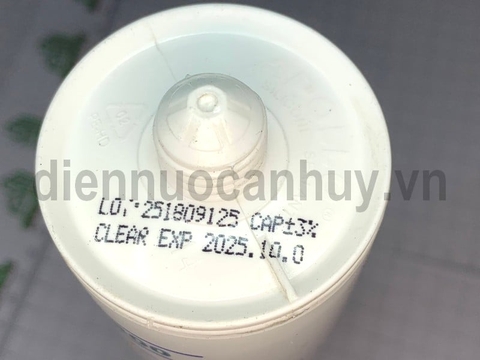 diennuocanhuy.vn
LOT 251809125 CAP±3%
CLEAR EXP 2025.10.0